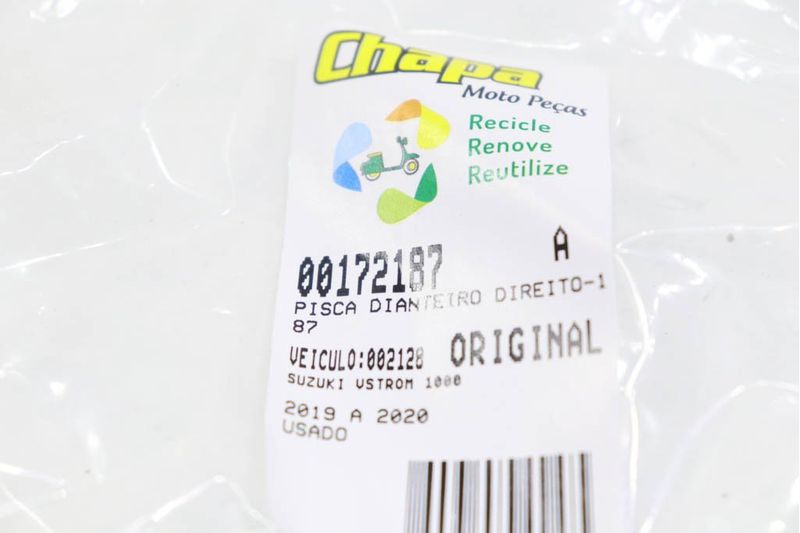 Chapa
Moto Peças
Recicle
Renove
Reutilize
A
00172187
PISCA DIANTEIRO DIREITO-1
87
VEICULO:002128 ORIGINAL
SUZUKI VSTROM 1000
2019 A 2020
USADO